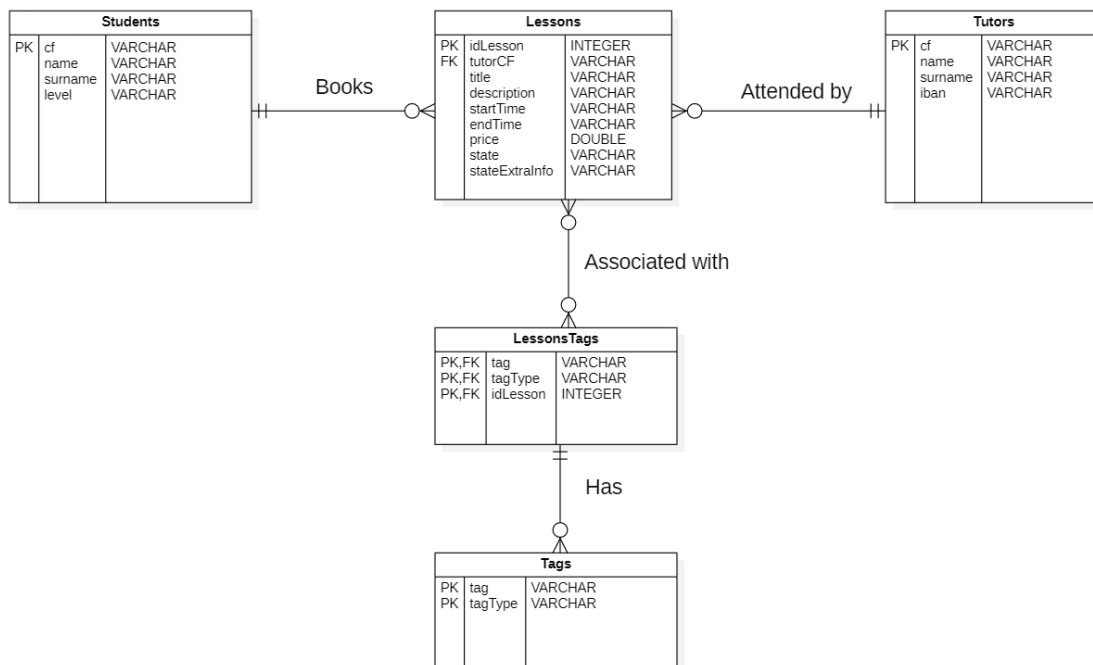 Students
PK cf VARCHAR
name VARCHAR
surname VARCHAR
level VARCHAR
Books
Lessons
PK idLesson INTEGER
FK tutorCF VARCHAR
title VARCHAR
description VARCHAR
startTime VARCHAR
endTime VARCHAR
price DOUBLE
state VARCHAR
stateExtraInfo VARCHAR
Attended by
Tutors
PK cf VARCHAR
name VARCHAR
surname VARCHAR
iban VARCHAR
Associated with
LessonsTags
PK,FK tag VARCHAR
PK,FK tagType VARCHAR
PK,FK idLesson INTEGER
Has
Tags
PK tag VARCHAR
PK tagType VARCHAR